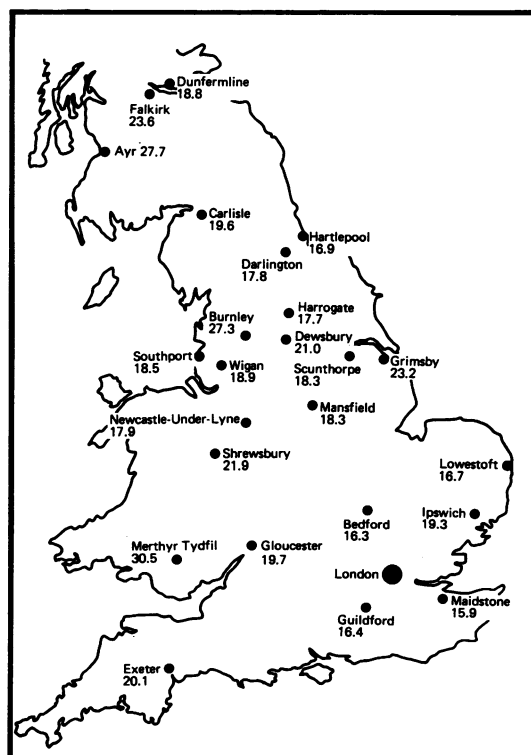 Dunfermline
18.8
Falkirk
23.6
Ayr 27.7
Carlisle
19.6
Hartlepool
16.9
Darlington
17.8
Harrogate
17.7
Burnley
27.3
Dewsbury
21.0
Southport
18.5
Wigan
18.9
Scunthorpe
18.3
Grimsby
23.2
Mansfield
18.3
Newcastle-Under-Lyne
17.9
Shrewsbury
21.9
Lowestoft
16.7
Bedford
16.3
Ipswich
19.3
Merthyr Tydfil
30.5
Gloucester
19.7
London
Maidstone
15.9
Guildford
16.4
Exeter
20.1